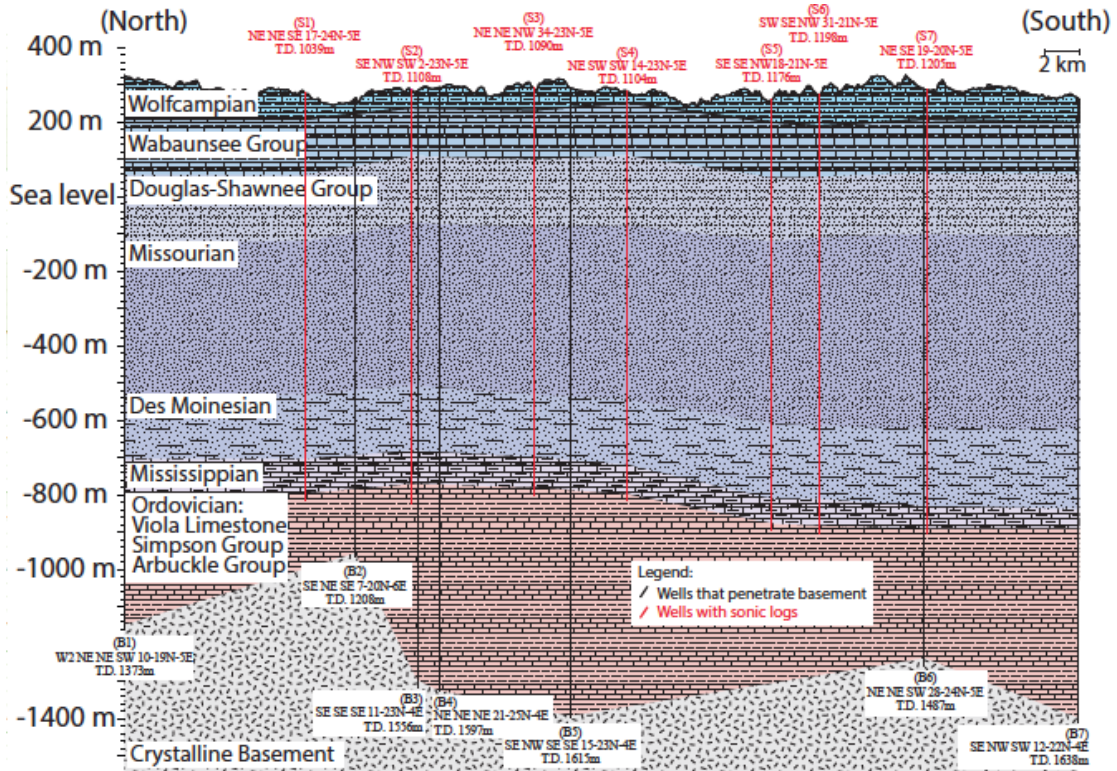 (North)
(South)
(S1)
NE NE SE 17-24N-5E
T.D. 1039m
(S2)
SE NW SW 2-23N-5E
T.D. 1108m
(S3)
NE NE NW 34-23N-5E
T.D. 1090m
(S4)
NE SW SW 14-23N-5E
T.D. 1104m
(S5)
SE SE NW18-21N-5E
T.D. 1176m
(S6)
SW SE NW 31-21N-5E
T.D. 1198m
(S7)
NE SE 19-20N-5E
T.D. 1205m
2 km
400 m
200 m
Sea level
-200 m
-400 m
-600 m
-800 m
-1000 m
-1400 m
Wolfcampian
Wabaunsee Group
Douglas-Shawnee Group
Missourian
Des Moinesian
Mississippian
Ordovician:
Viola Limestone
Simpson Group
Arbuckle Group
Crystalline Basement
Legend:
Wells that penetrate basement
Wells with sonic logs
(B1)
W2 NE NE SW 10-19N-5E
T.D. 1373m
(B2)
SE NE SE 7-20N-6E
T.D. 1208m
(B3)
SE SE SE 11-23N-4E
T.D. 1556m
(B4)
NE NE NE 21-25N-4E
T.D. 1597m
(B5)
SE NW SE SE 15-23N-4E
T.D. 1615m
(B6)
NE NE SW 28-24N-5E
T.D. 1487m
(B7)
SE NW SW 12-22N-4E
T.D. 1638m